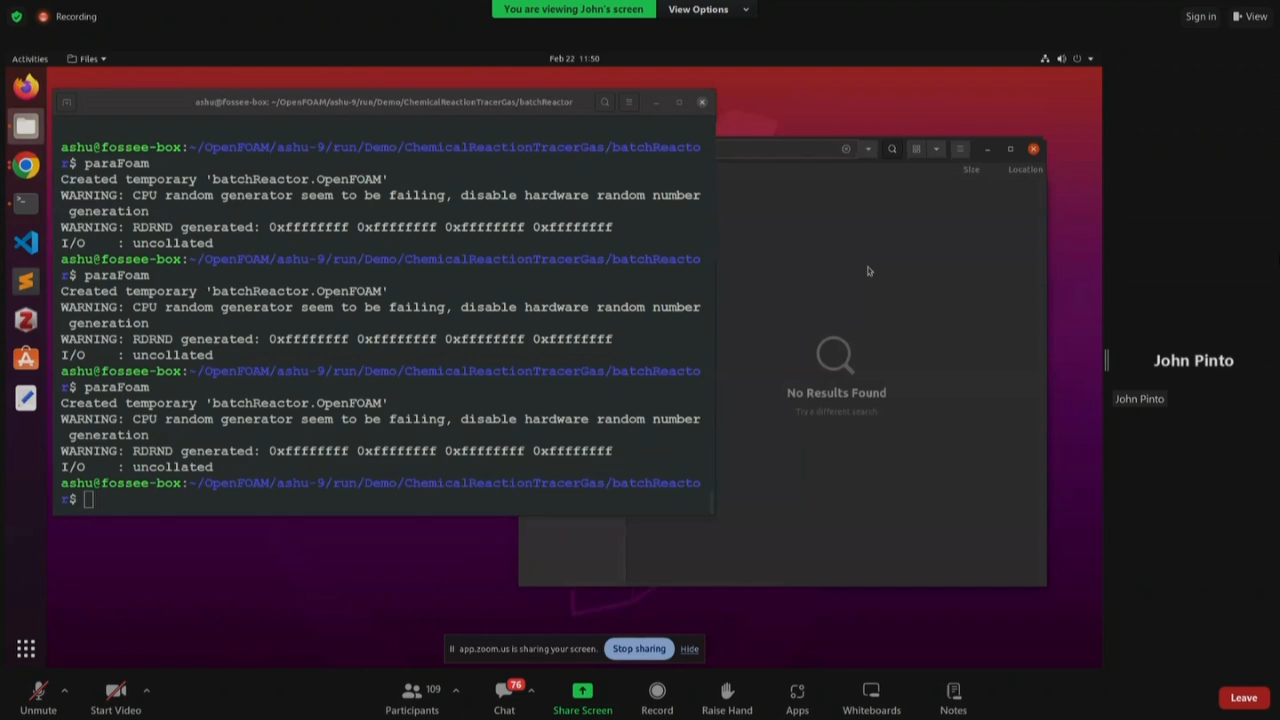 Recording
You are viewing John's screen
View Options
Sign in
View
Activities
Files
Feb 22 11:50
ashu@fossee-box: ~/OpenFOAM/ashu-9/run/Demo/ChemicalReactionTracerGas/batchReactor
ashu@fossee-box:~/OpenFOAM/ashu-9/run/Demo/ChemicalReactionTracerGas/batchReacto
r$ paraFoam
Created temporary 'batchReactor.OpenFOAM'
WARNING: CPU random generator seem to be failing, disable hardware random number
generation
WARNING: RDRND generated: 0xffffffff 0xffffffff 0xffffffff 0xffffffff
I/O : uncollated
ashu@fossee-box:~/OpenFOAM/ashu-9/run/Demo/ChemicalReactionTracerGas/batchReacto
r$ paraFoam
Created temporary 'batchReactor.OpenFOAM'
WARNING: CPU random generator seem to be failing, disable hardware random number
generation
WARNING: RDRND generated: 0xffffffff 0xffffffff 0xffffffff 0xffffffff
I/O : uncollated
ashu@fossee-box:~/OpenFOAM/ashu-9/run/Demo/ChemicalReactionTracerGas/batchReacto
r$ paraFoam
Created temporary 'batchReactor.OpenFOAM'
WARNING: CPU random generator seem to be failing, disable hardware random number
generation
WARNING: RDRND generated: 0xffffffff 0xffffffff 0xffffffff 0xffffffff
I/O : uncollated
ashu@fossee-box:~/OpenFOAM/ashu-9/run/Demo/ChemicalReactionTracerGas/batchReacto
r$
Size
Location
No Results Found
Try a different search
John Pinto
John Pinto
app.zoom.us is sharing your screen.
Stop sharing
Hide
Unmute
Start Video
109
Participants
76
Chat
Share Screen
Record
Raise Hand
Apps
Whiteboards
Notes
Leave